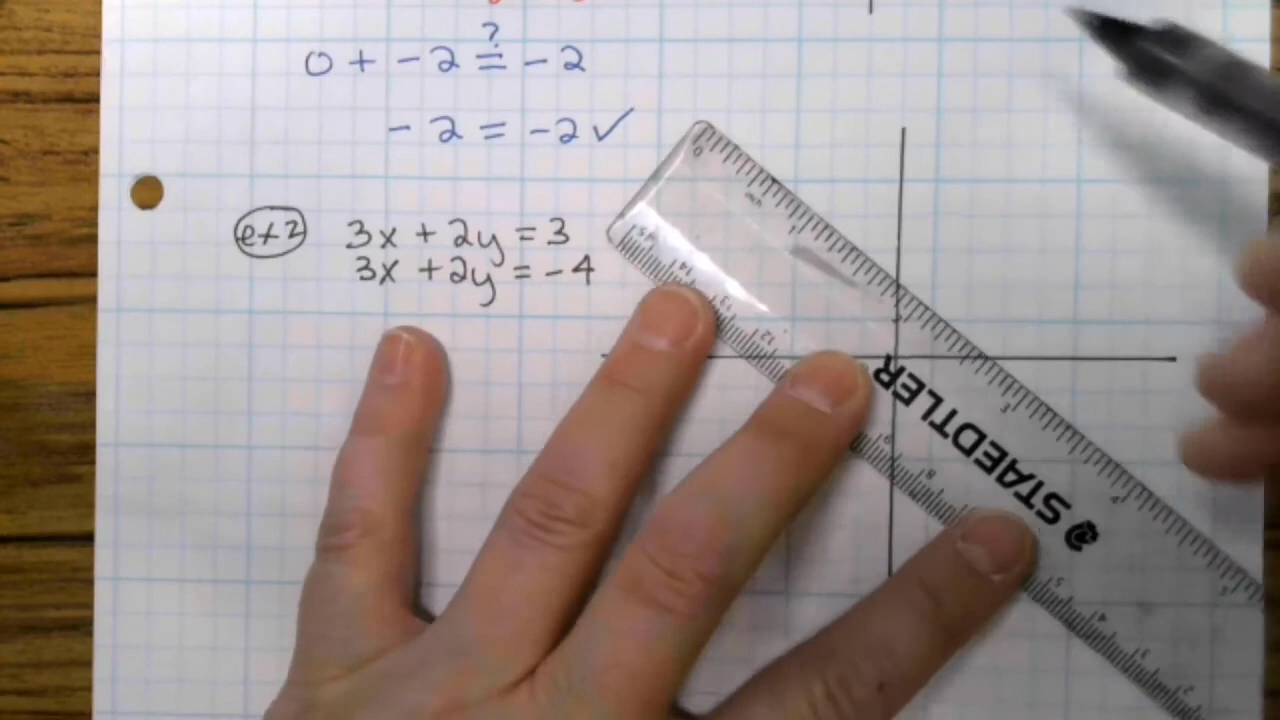 0 + -2 ≟ -2
-2 = -2 ✓
ex2 3x + 2y = 3
3x + 2y = -4
STAEDTLER